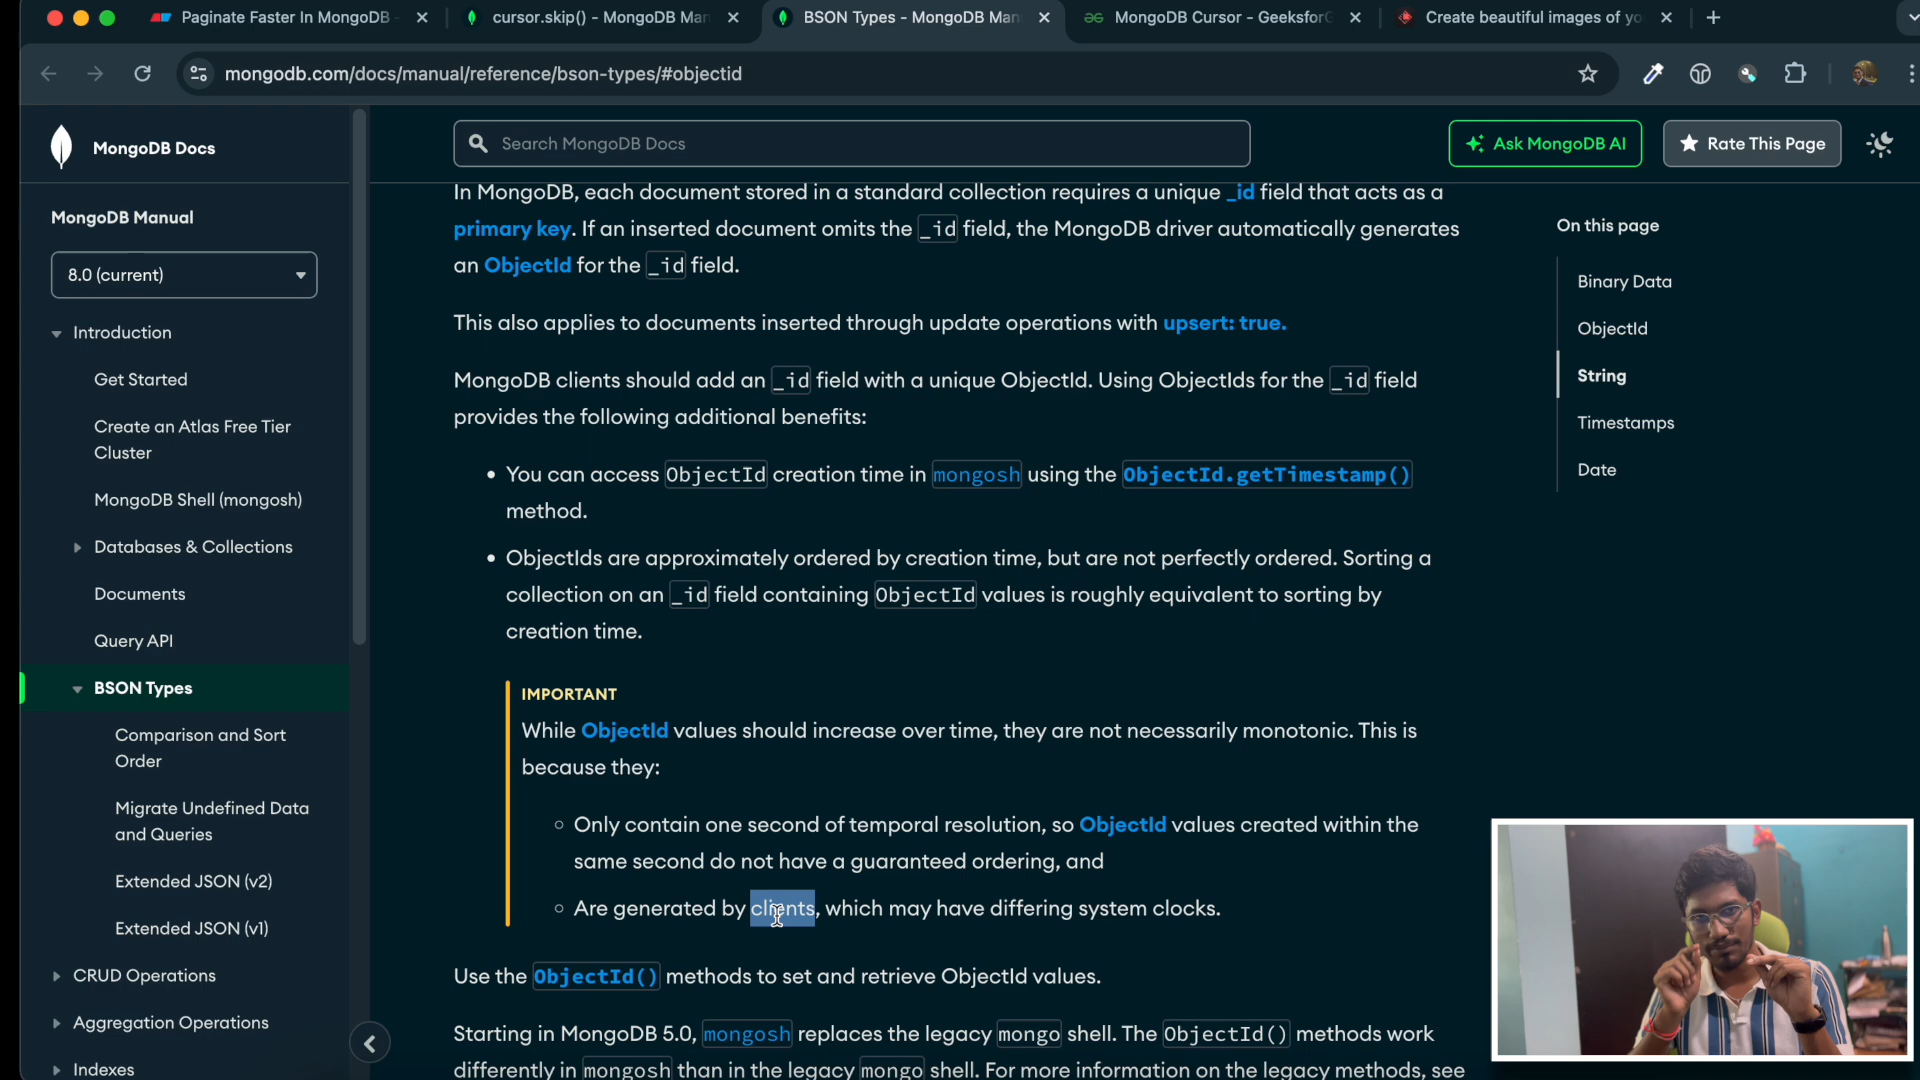 Paginate Faster In MongoDB -
cursor.skip() - MongoDB Man
BSON Types - MongoDB Man
MongoDB Cursor - GeeksforG
Create beautiful images of yo
mongodb.com/docs/manual/reference/bson-types/#objectid
MongoDB Docs
Search MongoDB Docs
Ask MongoDB AI
Rate This Page
MongoDB Manual
8.0 (current)
Introduction
Get Started
Create an Atlas Free Tier
Cluster
MongoDB Shell (mongosh)
Databases & Collections
Documents
Query API
BSON Types
Comparison and Sort
Order
Migrate Undefined Data
and Queries
Extended JSON (v2)
Extended JSON (v1)
CRUD Operations
Aggregation Operations
Indexes
In MongoDB, each document stored in a standard collection requires a unique _id field that acts as a
primary key. If an inserted document omits the _id field, the MongoDB driver automatically generates
an ObjectId for the _id field.
This also applies to documents inserted through update operations with upsert: true.
MongoDB clients should add an _id field with a unique ObjectId. Using ObjectIds for the _id field
provides the following additional benefits:
• You can access ObjectId creation time in mongosh using the ObjectId.getTimestamp()
method.
• ObjectIds are approximately ordered by creation time, but are not perfectly ordered. Sorting a
collection on an _id field containing ObjectId values is roughly equivalent to sorting by
creation time.
IMPORTANT
While ObjectId values should increase over time, they are not necessarily monotonic. This is
because they:
◦ Only contain one second of temporal resolution, so ObjectId values created within the
same second do not have a guaranteed ordering, and
◦ Are generated by clients, which may have differing system clocks.
Use the ObjectId() methods to set and retrieve ObjectId values.
Starting in MongoDB 5.0, mongosh replaces the legacy mongo shell. The ObjectId() methods work
differently in mongosh than in the legacy mongo shell. For more information on the legacy methods, see
On this page
Binary Data
ObjectId
String
Timestamps
Date